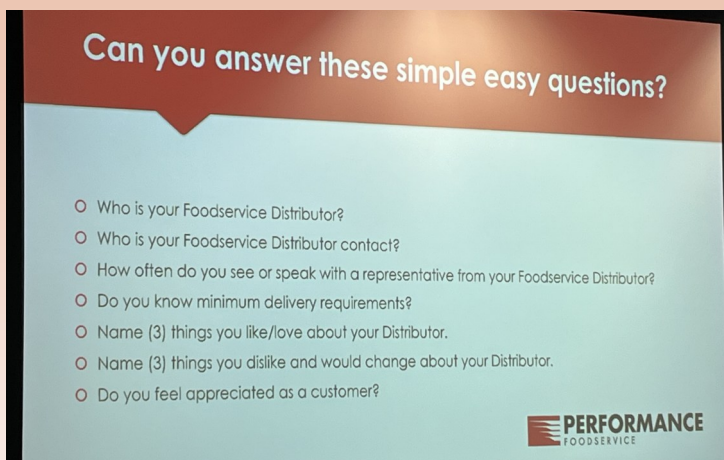 Can you answer these simple easy questions?
O Who is your Foodservice Distributor?
O Who is your Foodservice Distributor contact?
O How often do you see or speak with a representative from your Foodservice Distributor?
O Do you know minimum delivery requirements?
O Name (3) things you like/love about your Distributor.
O Name (3) things you dislike and would change about your Distributor.
O Do you feel appreciated as a customer?
PERFORMANCE
FOODSERVICE